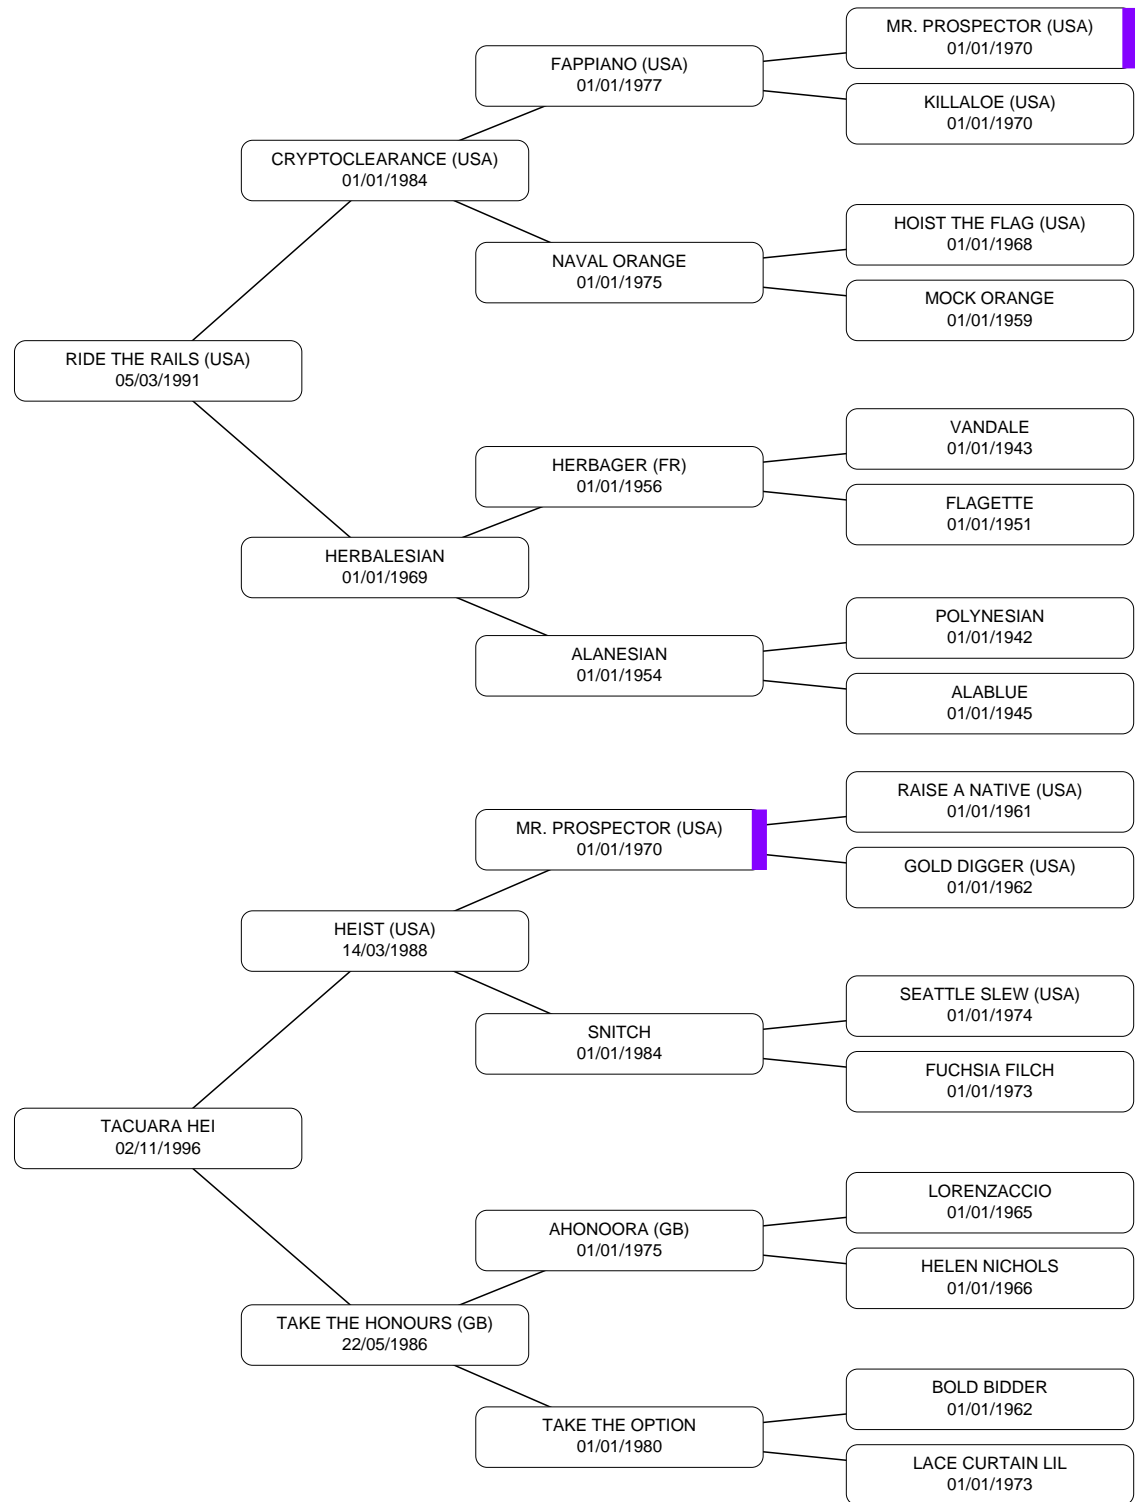 MR. PROSPECTOR (USA)
01/01/1970
FAPPIANO (USA)
01/01/1977
KILLALOE (USA)
01/01/1970
CRYPTOCLEARANCE (USA)
01/01/1984
HOIST THE FLAG (USA)
01/01/1968
NAVAL ORANGE
01/01/1975
MOCK ORANGE
01/01/1959
RIDE THE RAILS (USA)
05/03/1991
VANDALE
01/01/1943
HERBAGER (FR)
01/01/1956
FLAGETTE
01/01/1951
HERBALESIAN
01/01/1969
POLYNESIAN
01/01/1942
ALANESIAN
01/01/1954
ALABLUE
01/01/1945
RAISE A NATIVE (USA)
01/01/1961
MR. PROSPECTOR (USA)
01/01/1970
GOLD DIGGER (USA)
01/01/1962
HEIST (USA)
14/03/1988
SEATTLE SLEW (USA)
01/01/1974
SNITCH
01/01/1984
FUCHSIA FILCH
01/01/1973
TACUARA HEI
02/11/1996
LORENZACCIO
01/01/1965
AHONOORA (GB)
01/01/1975
HELEN NICHOLS
01/01/1966
TAKE THE HONOURS (GB)
22/05/1986
BOLD BIDDER
01/01/1962
TAKE THE OPTION
01/01/1980
LACE CURTAIN LIL
01/01/1973